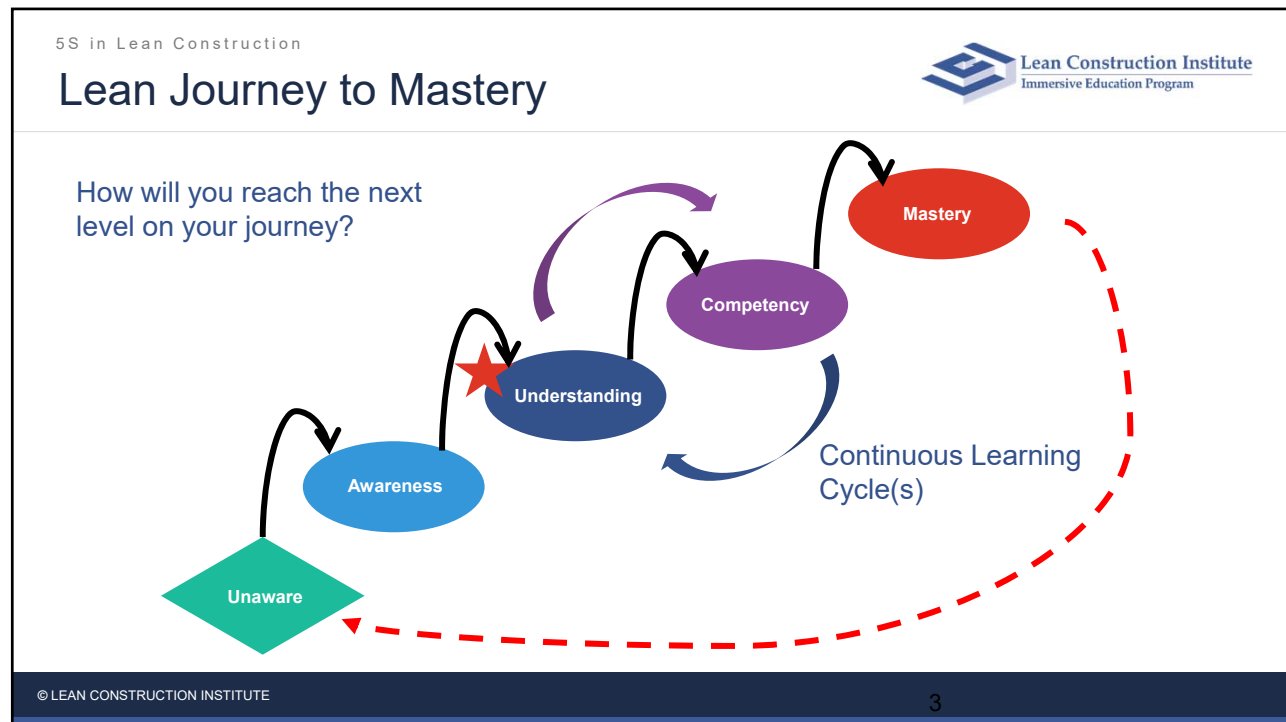 5S in Lean Construction
Lean Journey to Mastery
Lean Construction Institute
Immersive Education Program
How will you reach the next
level on your journey?
Mastery
Competency
Understanding
Continuous Learning
Cycle(s)
Awareness
Unaware
© LEAN CONSTRUCTION INSTITUTE
3